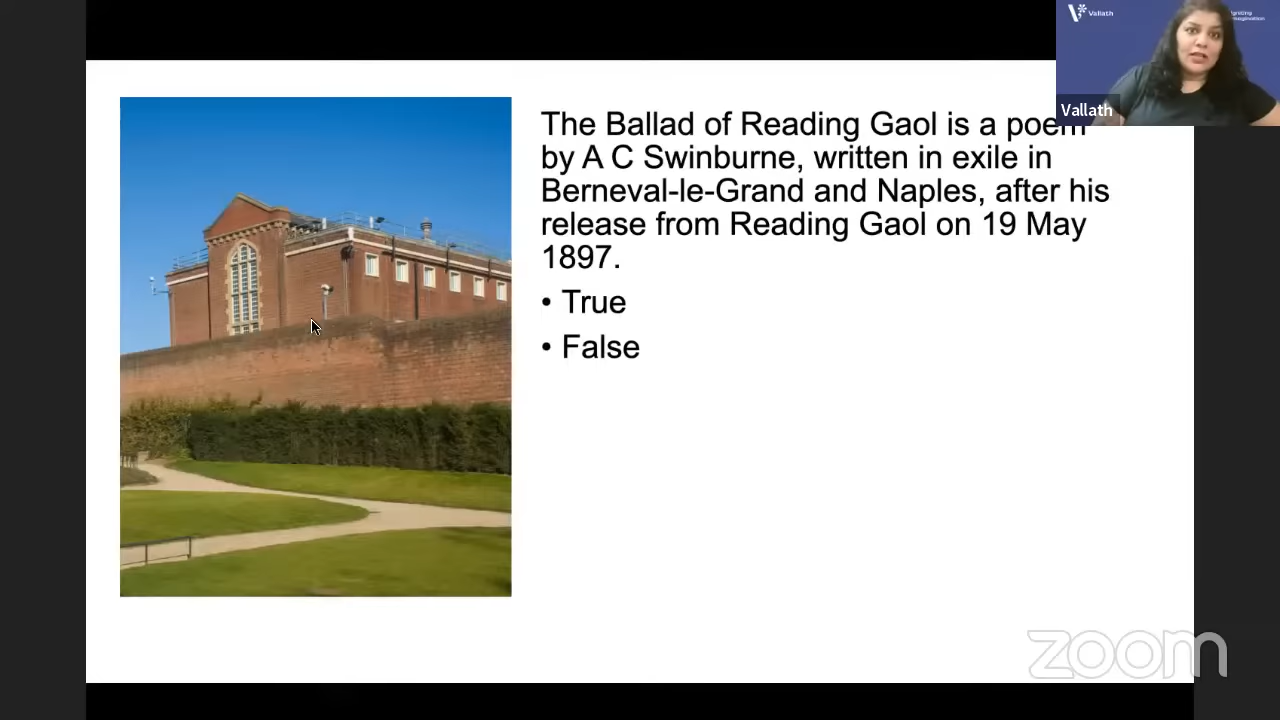 Vallath
Igniting
Imagination
Vallath
The Ballad of Reading Gaol is a poem
by A C Swinburne, written in exile in
Berneval-le-Grand and Naples, after his
release from Reading Gaol on 19 May
1897.
• True
• False
zoom